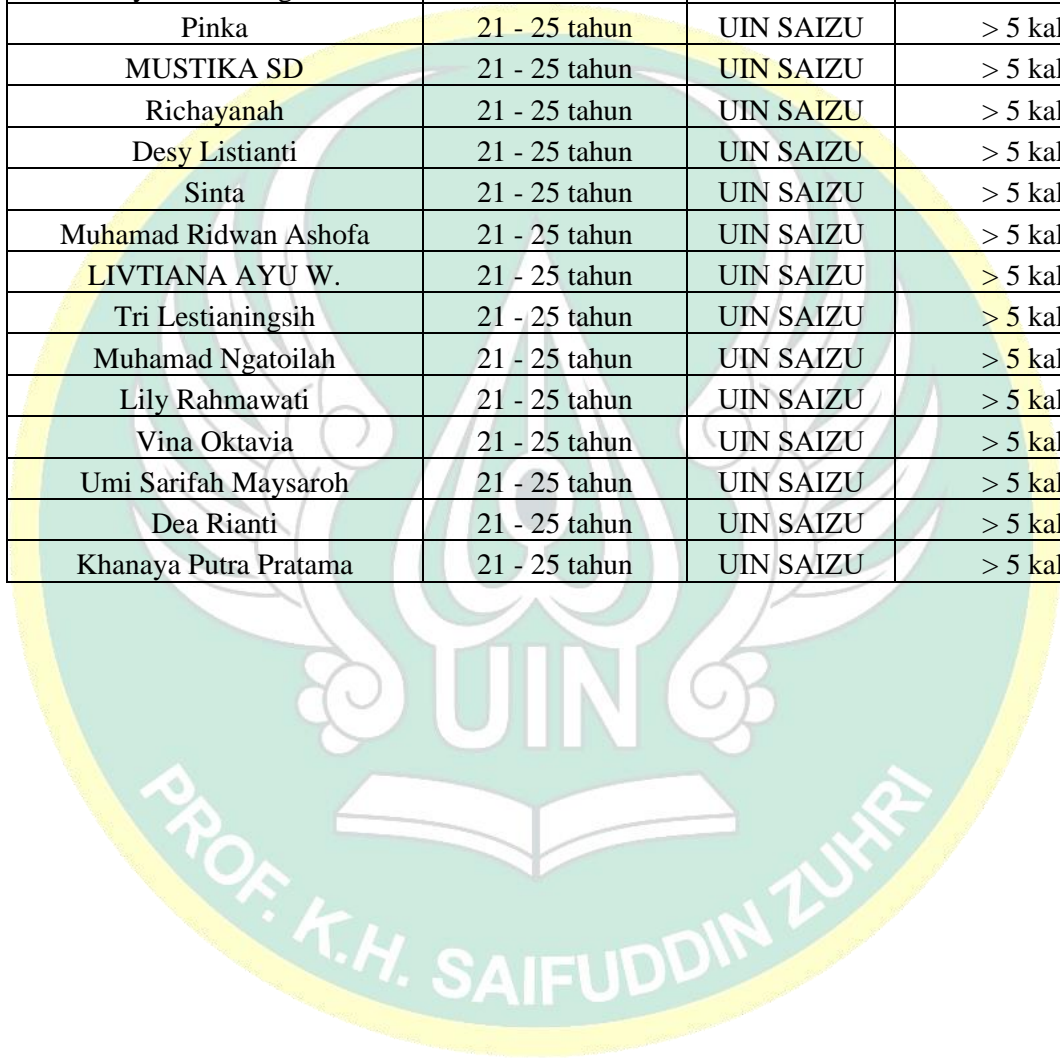 Pinka 21 - 25 tahun UIN SAIZU > 5 kal
MUSTIKA SD 21 - 25 tahun UIN SAIZU > 5 kal
Richayanah 21 - 25 tahun UIN SAIZU > 5 kal
Desy Listianti 21 - 25 tahun UIN SAIZU > 5 kal
Sinta 21 - 25 tahun UIN SAIZU > 5 kal
Muhamad Ridwan Ashofa 21 - 25 tahun UIN SAIZU > 5 kal
LIVTIANA AYU W. 21 - 25 tahun UIN SAIZU > 5 kal
Tri Lestianingsih 21 - 25 tahun UIN SAIZU > 5 kal
Muhamad Ngatoilah 21 - 25 tahun UIN SAIZU > 5 kal
Lily Rahmawati 21 - 25 tahun UIN SAIZU > 5 kal
Vina Oktavia 21 - 25 tahun UIN SAIZU > 5 kal
Umi Sarifah Maysaroh 21 - 25 tahun UIN SAIZU > 5 kal
Dea Rianti 21 - 25 tahun UIN SAIZU > 5 kal
Khanaya Putra Pratama 21 - 25 tahun UIN SAIZU > 5 kal
UIN
PROF. K.H. SAIFUDDIN ZUHRI